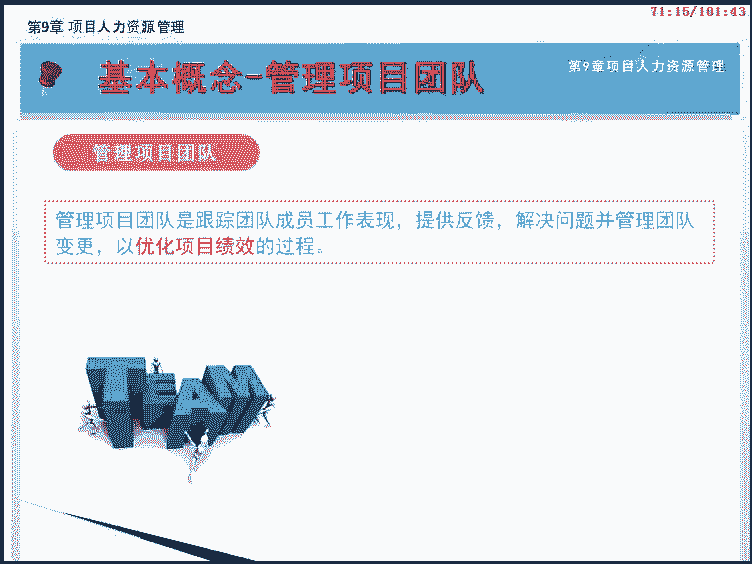 71:15/101:43
第9章 项目人力资源管理
基本概念-管理项目团队
第9章项目人力资源管理
管理项目团队
管理项目团队是跟踪团队成员工作表现，提供反馈，解决问题并管理团队
变更，以优化项目绩效的过程。
TEAM